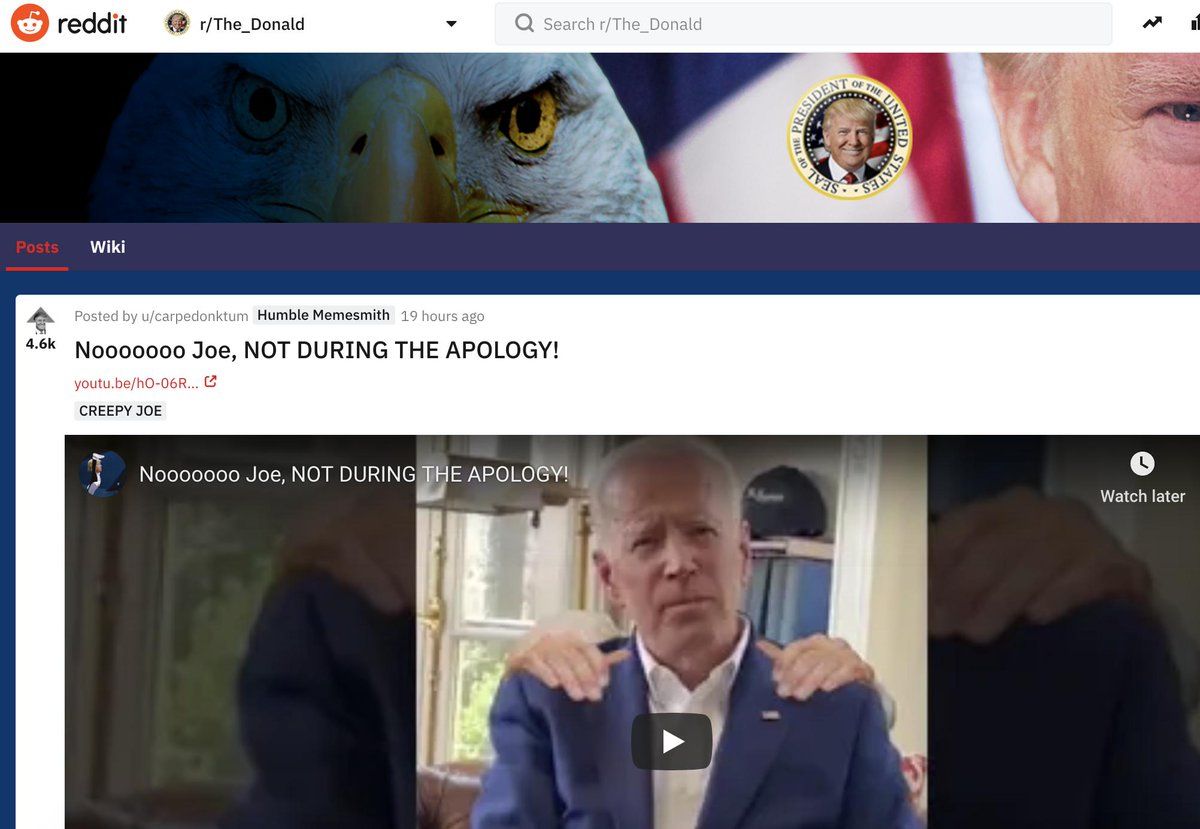 reddit r/The_Donald Search r/The_Donald
SEAL OF THE PRESIDENT OF THE UNITED STATES
Posts Wiki
Posted by u/carpedonktum Humble Memesmith 19 hours ago
4.6k
Nooooooo Joe, NOT DURING THE APOLOGY!
youtu.be/hO-06R...
CREEPY JOE
Nooooooo Joe, NOT DURING THE APOLOGY!
Watch later